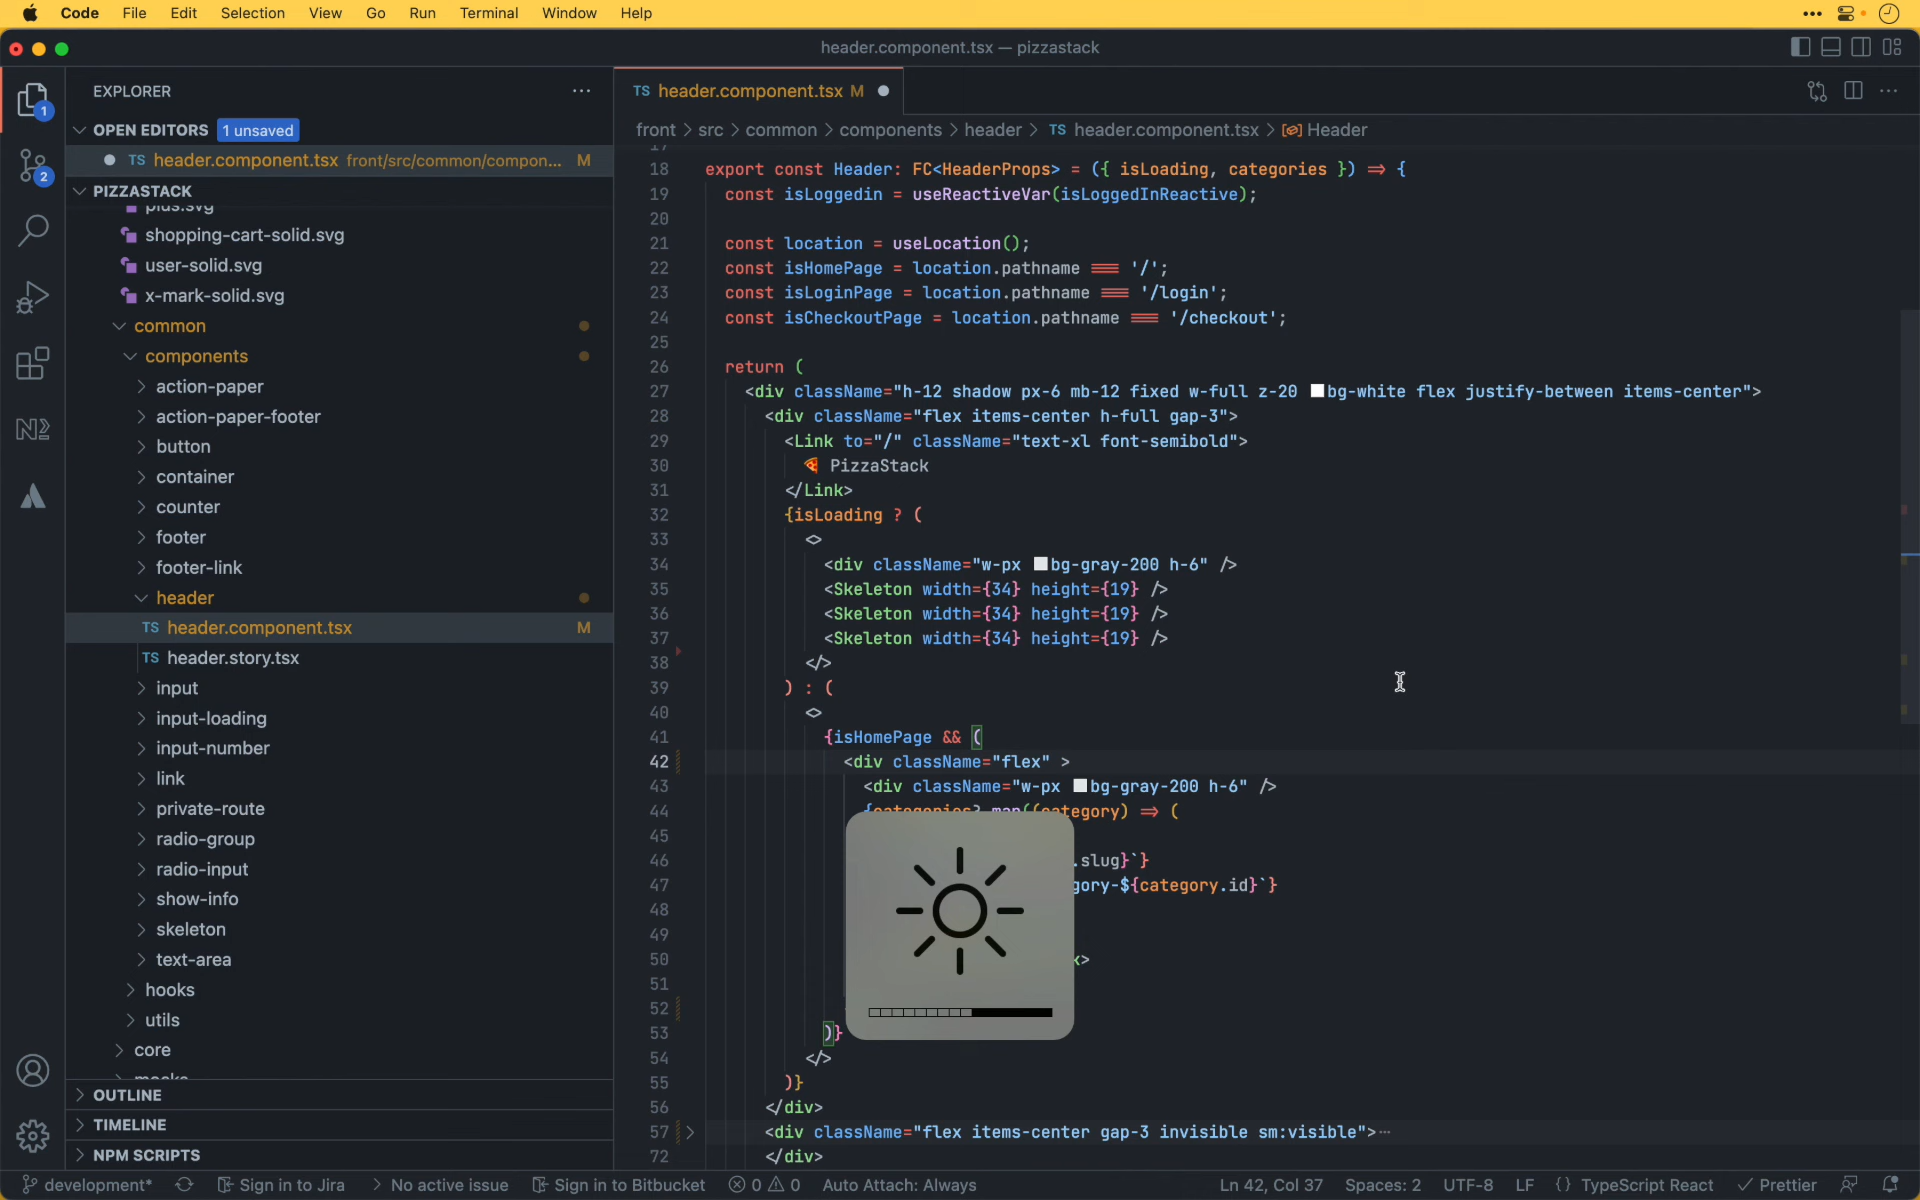 Code File Edit Selection View Go Run Terminal Window Help
header.component.tsx — pizzastack
EXPLORER
OPEN EDITORS 1 unsaved
TS header.component.tsx front/src/common/compon... M
PIZZASTACK
plus.svg
shopping-cart-solid.svg
user-solid.svg
x-mark-solid.svg
common
components
action-paper
action-paper-footer
button
container
counter
footer
footer-link
header
TS header.component.tsx M
TS header.story.tsx
input
input-loading
input-number
link
private-route
radio-group
radio-input
show-info
skeleton
text-area
hooks
utils
core
mocks
OUTLINE
TIMELINE
NPM SCRIPTS
1
2
TS header.component.tsx M
front > src > common > components > header > TS header.component.tsx > Header
17
18 export const Header: FC<HeaderProps> = ({ isLoading, categories }) => {
19 const isLoggedin = useReactiveVar(isLoggedInReactive);
20
21 const location = useLocation();
22 const isHomePage = location.pathname === '/';
23 const isLoginPage = location.pathname === '/login';
24 const isCheckoutPage = location.pathname === '/checkout';
25
26 return (
27 <div className="h-12 shadow px-6 mb-12 fixed w-full z-20 bg-white flex justify-between items-center">
28 <div className="flex items-center h-full gap-3">
29 <Link to="/" className="text-xl font-semibold">
30 🍕 PizzaStack
31 </Link>
32 {isLoading ? (
33 <>
34 <div className="w-px bg-gray-200 h-6" />
35 <Skeleton width={34} height={19} />
36 <Skeleton width={34} height={19} />
37 <Skeleton width={34} height={19} />
38 </>
39 ) : (
40 <>
41 {isHomePage && (
42 <div className="flex" >
43 <div className="w-px bg-gray-200 h-6" />
44 {categories?.map((category) => (
45
46 .slug}`}
47 gory-${category.id}`}
48
49
50 k>
51
52
53 )}
54 </>
55 )}
56 </div>
57 <div className="flex items-center gap-3 invisible sm:visible">…
72 </div>
development* Sign in to Jira No active issue Sign in to Bitbucket 0 0 Auto Attach: Always Ln 42, Col 37 Spaces: 2 UTF-8 LF {} TypeScript React Prettier